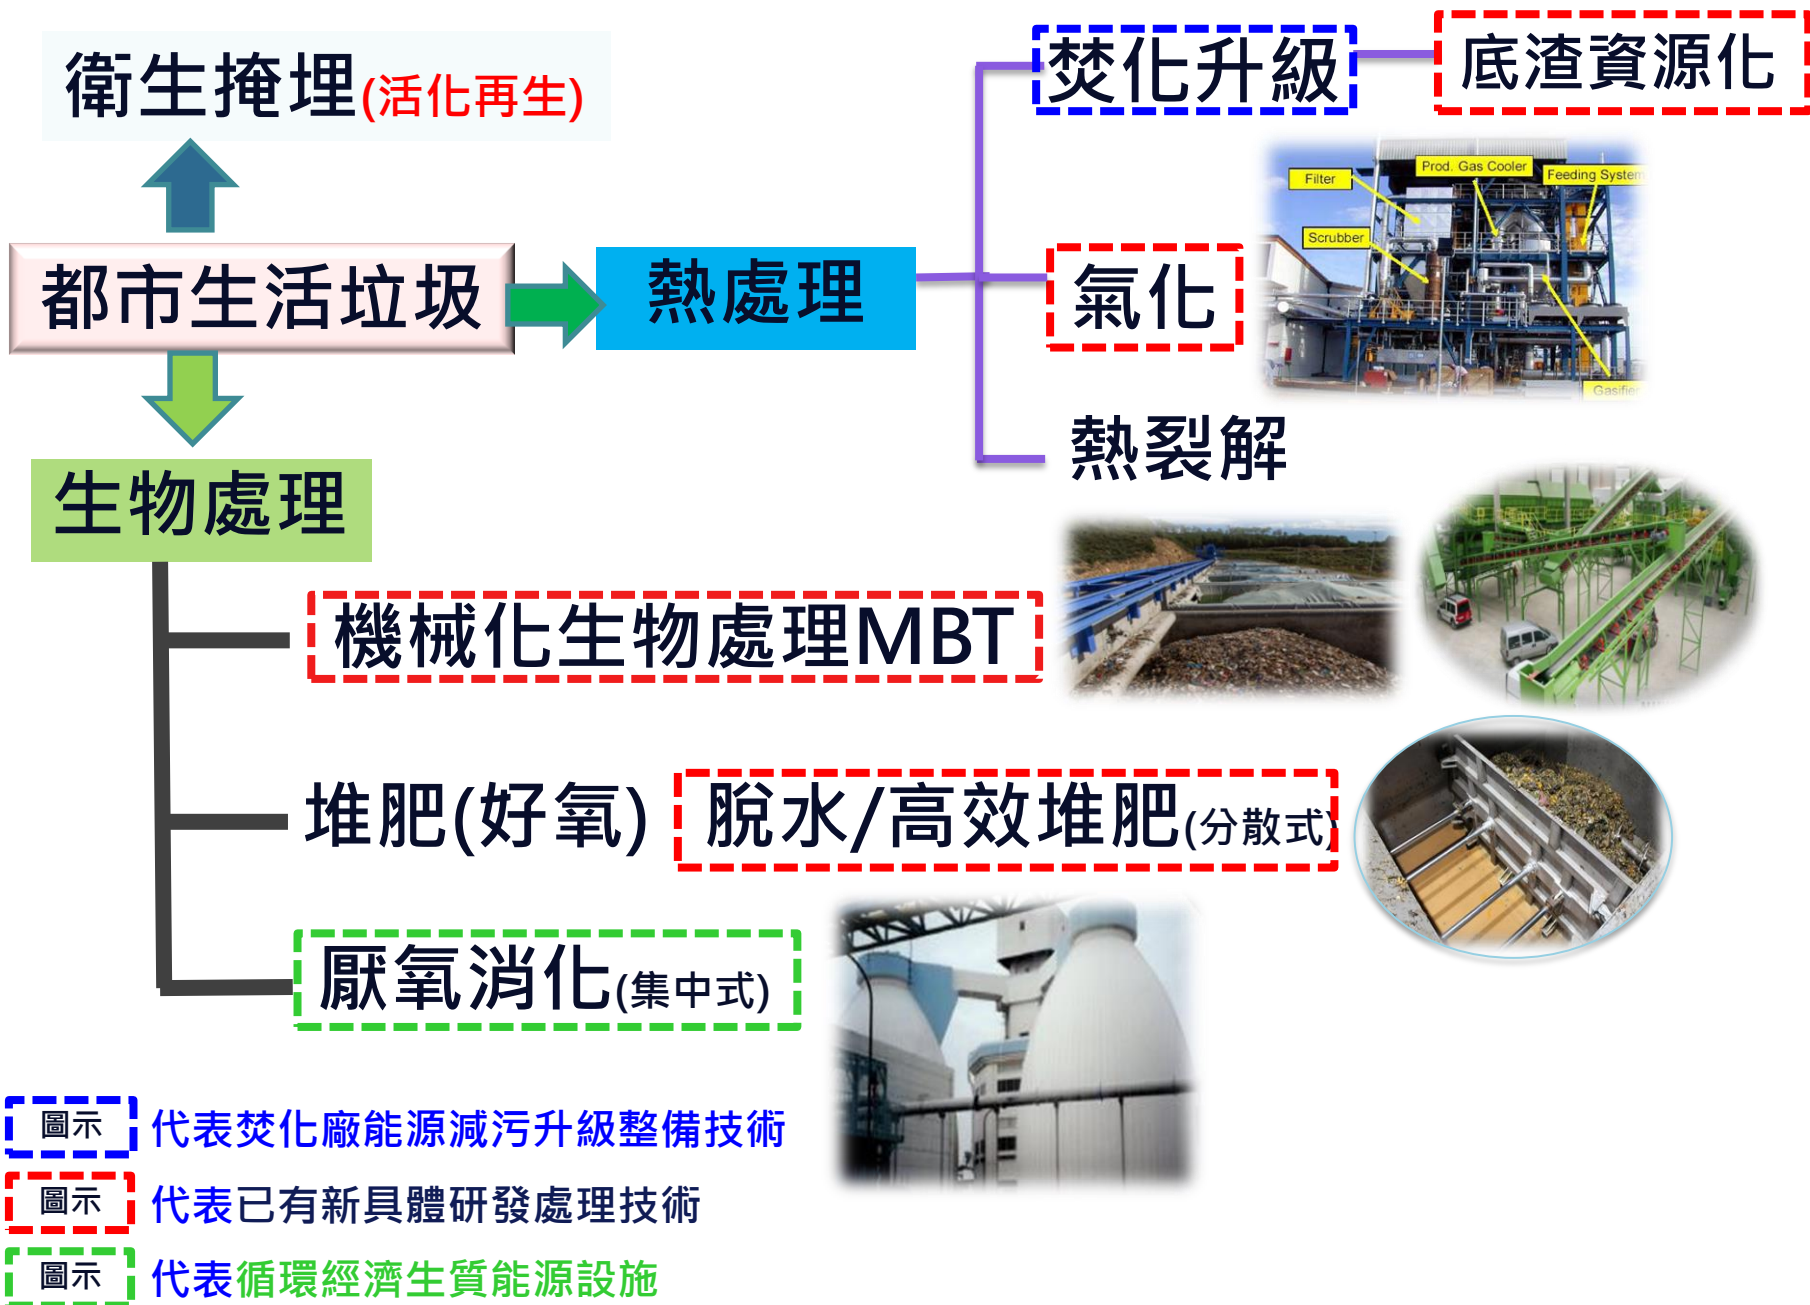 衛生掩埋(活化再生)
焚化升級
底渣資源化
Filter
Prod. Gas Cooler
Feeding System
Scrubber
Gasifier
都市生活垃圾
熱處理
氣化
熱裂解
生物處理
機械化生物處理MBT
堆肥(好氧)
脫水/高效堆肥(分散式)
厭氧消化(集中式)
圖示 代表焚化廠能源減污升級整備技術
圖示 代表已有新具體研發處理技術
圖示 代表循環經濟生質能源設施